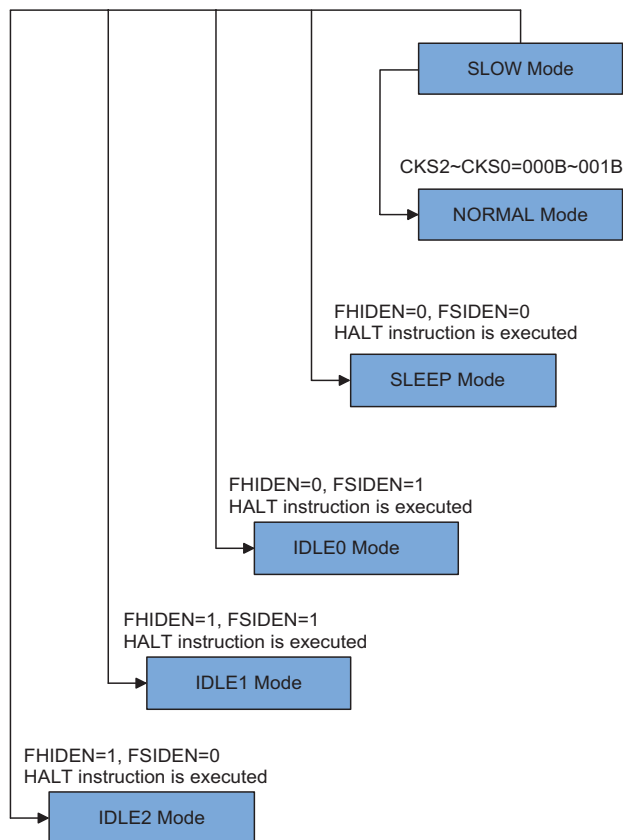 SLOW Mode
CKS2~CKS0=000B~001B
NORMAL Mode
FHIDEN=0, FSIDEN=0
HALT instruction is executed
SLEEP Mode
FHIDEN=0, FSIDEN=1
HALT instruction is executed
IDLE0 Mode
FHIDEN=1, FSIDEN=1
HALT instruction is executed
IDLE1 Mode
FHIDEN=1, FSIDEN=0
HALT instruction is executed
IDLE2 Mode